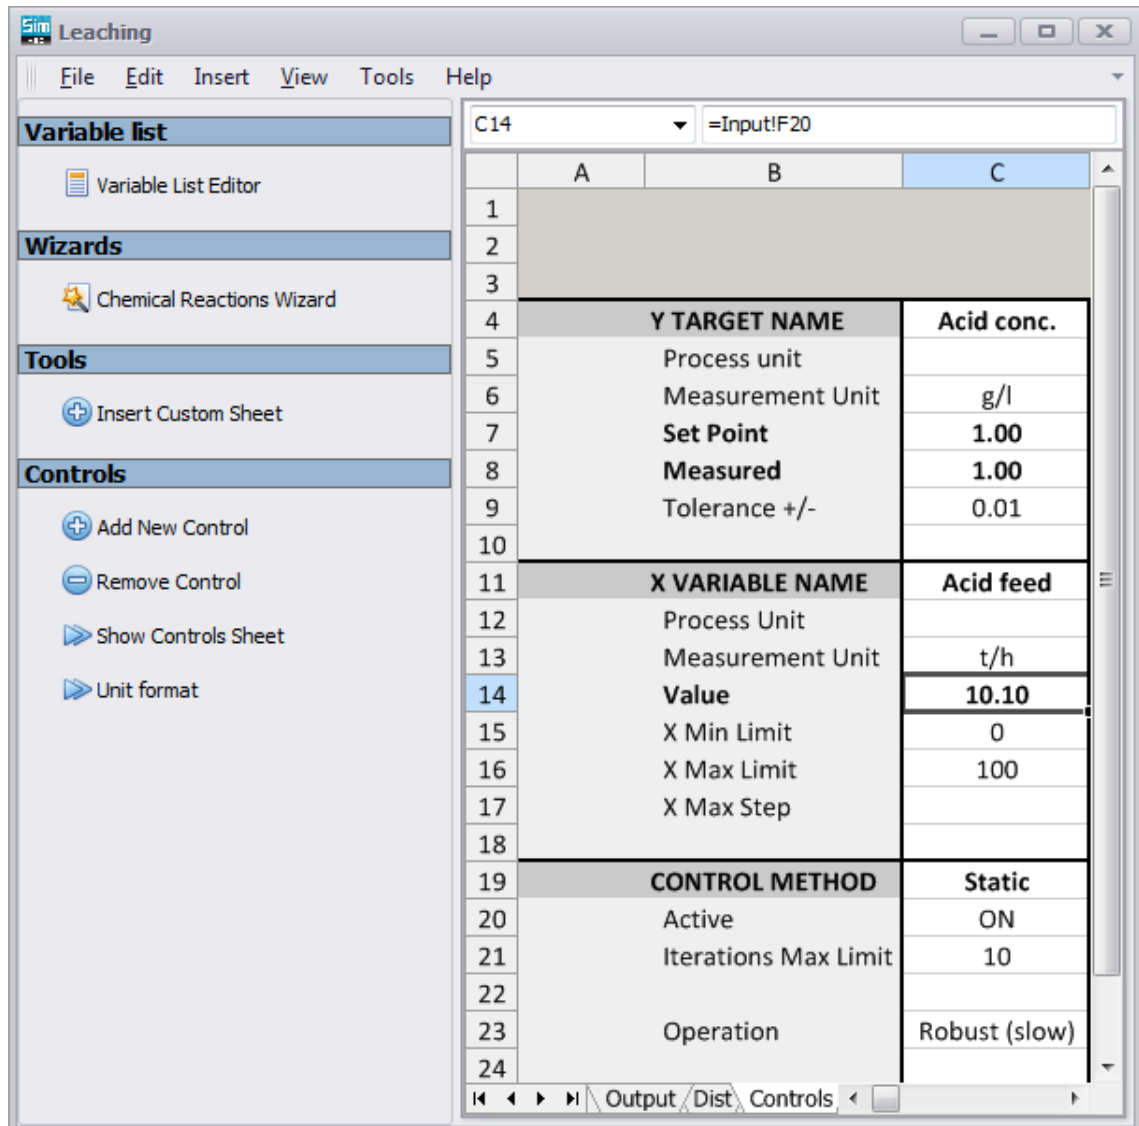 Sim
Leaching
File Edit Insert View Tools Help
Variable list
Variable List Editor
Wizards
Chemical Reactions Wizard
Tools
Insert Custom Sheet
Controls
Add New Control
Remove Control
Show Controls Sheet
Unit format
C14 =Input!F20
A B C
1
2
3
4 Y TARGET NAME Acid conc.
5 Process unit
6 Measurement Unit g/l
7 Set Point 1.00
8 Measured 1.00
9 Tolerance +/- 0.01
10
11 X VARIABLE NAME Acid feed
12 Process Unit
13 Measurement Unit t/h
14 Value 10.10
15 X Min Limit 0
16 X Max Limit 100
17 X Max Step
18
19 CONTROL METHOD Static
20 Active ON
21 Iterations Max Limit 10
22
23 Operation Robust (slow)
24
Output Dist Controls